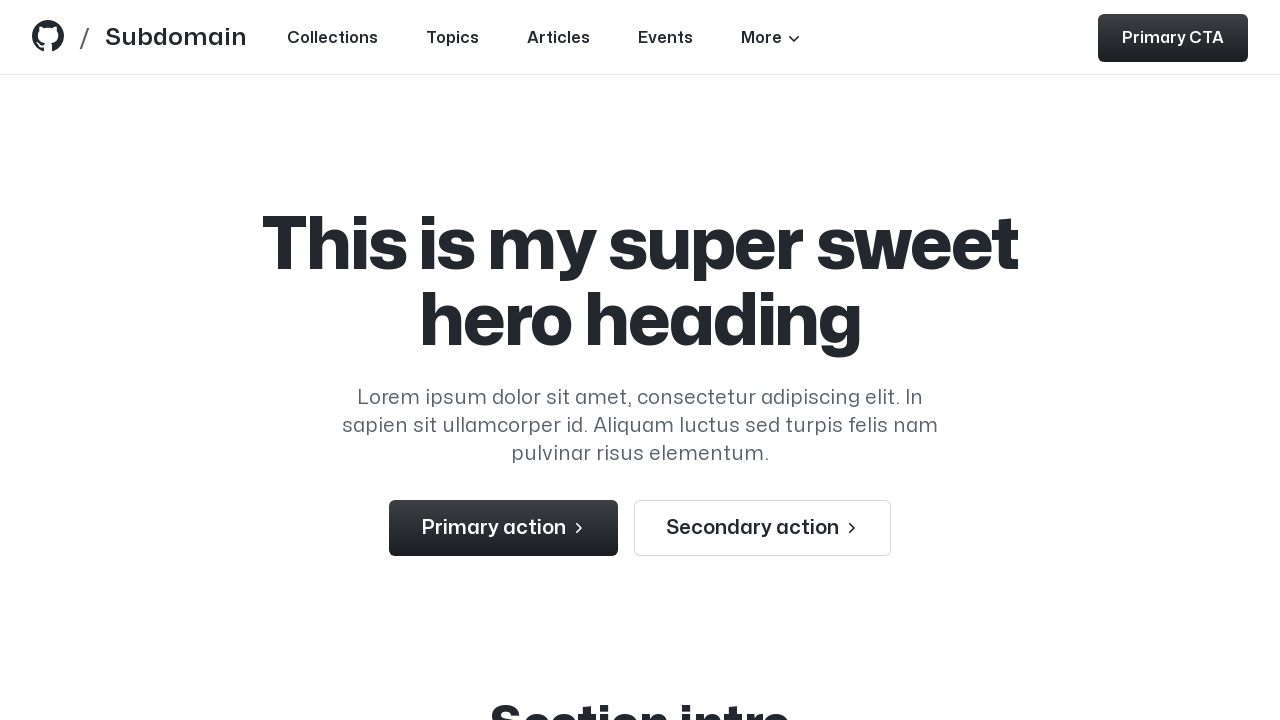 / Subdomain Collections Topics Articles Events More Primary CTA
This is my super sweet
hero heading
Lorem ipsum dolor sit amet, consectetur adipiscing elit. In
sapien sit ullamcorper id. Aliquam luctus sed turpis felis nam
pulvinar risus elementum.
Primary action Secondary action
Section intro